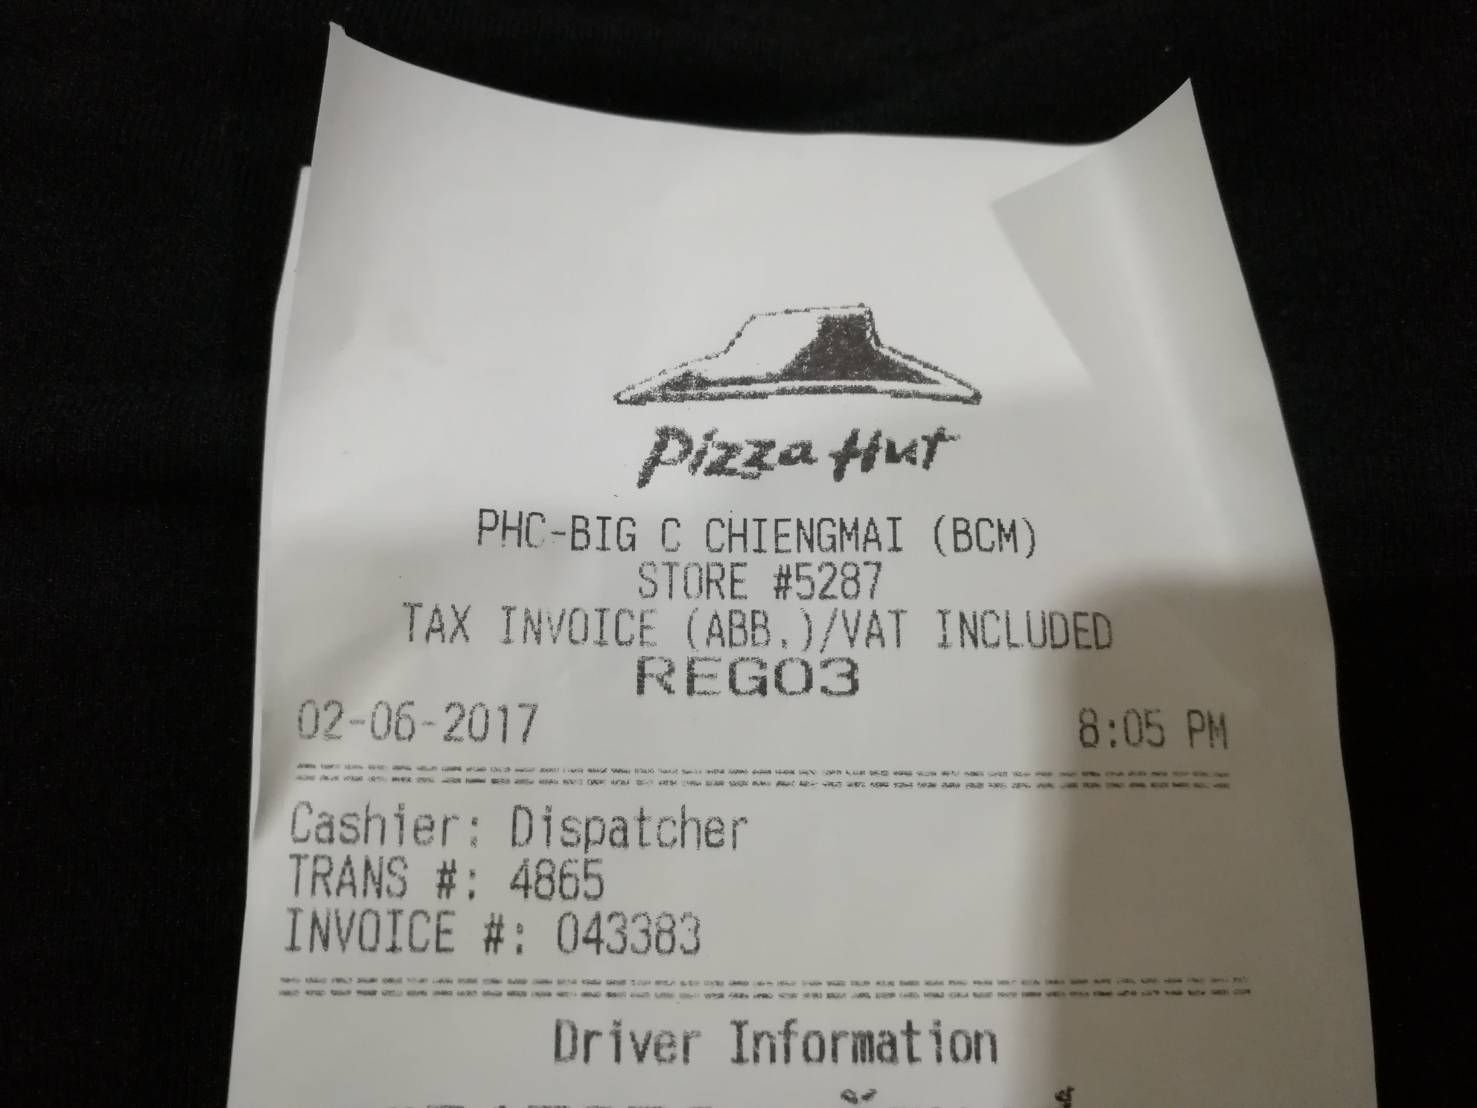 Pizza Hut
PHC-BIG C CHIENGMAI (BCM)
STORE #5287
TAX INVOICE (ABB.)/VAT INCLUDED
REG03
02-06-2017 8:05 PM
Cashier: Dispatcher
TRANS #: 4865
INVOICE #: 043383
Driver Information